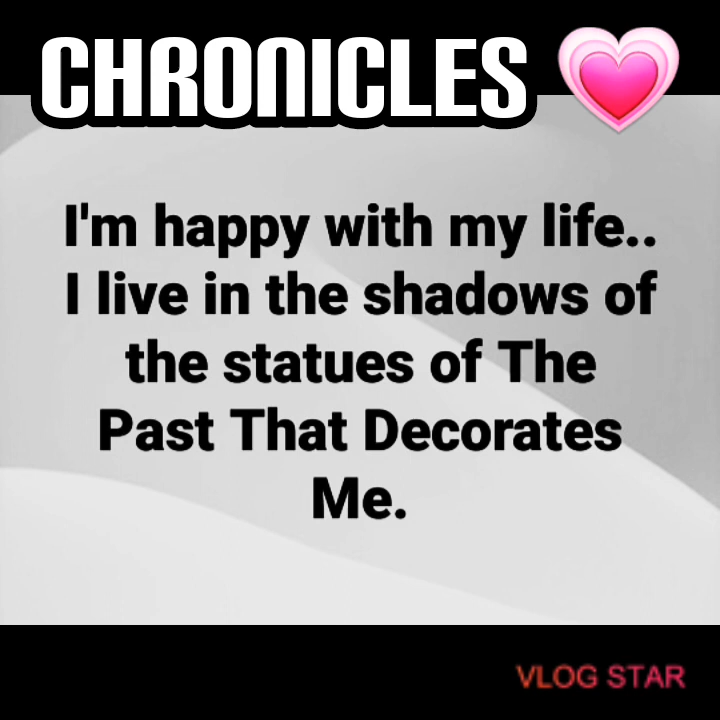 CHRONICLES
I'm happy with my life..
I live in the shadows of
the statues of The
Past That Decorates
Me.
VLOG STAR